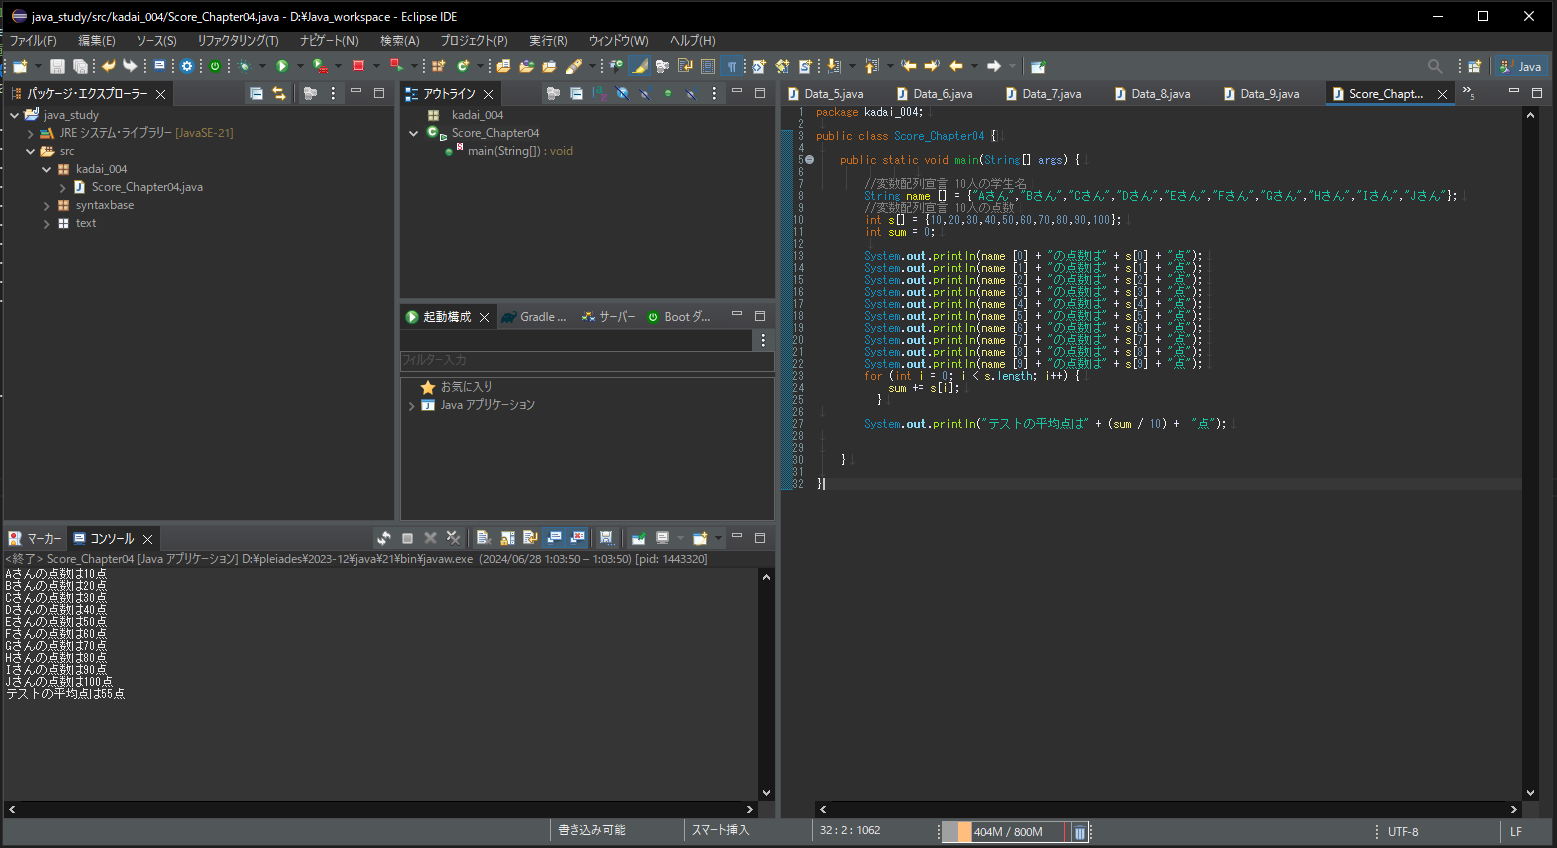 java_study/src/kadai_004/Score_Chapter04.java - D:¥Java_workspace - Eclipse IDE
ファイル(F) 編集(E) ソース(S) リファクタリング(T) ナビゲート(N) 検索(A) プロジェクト(P) 実行(R) ウィンドウ(W) ヘルプ(H)
Java
パッケージ・エクスプローラー
java_study
JRE システム・ライブラリー [JavaSE-21]
src
kadai_004
Score_Chapter04.java
syntaxbase
text
アウトライン
kadai_004
Score_Chapter04
main(String[]) : void
起動構成 Gradle ... サーバー Boot ダ...
フィルター入力
お気に入り
Java アプリケーション
Data_5.java Data_6.java Data_7.java Data_8.java Data_9.java Score_Chapt... »5
1 package kadai_004;
2
3 public class Score_Chapter04 {
4
5 public static void main(String[] args) {
6
7 //変数配列宣言 10人の学生名
8 String name [] = {"Aさん","Bさん","Cさん","Dさん","Eさん","Fさん","Gさん","Hさん","Iさん","Jさん"};
9 //変数配列宣言 10人の点数
10 int s[] = {10,20,30,40,50,60,70,80,90,100};
11 int sum = 0;
12
13 System.out.println(name [0] + "の点数は" + s[0] + "点");
14 System.out.println(name [1] + "の点数は" + s[1] + "点");
15 System.out.println(name [2] + "の点数は" + s[2] + "点");
16 System.out.println(name [3] + "の点数は" + s[3] + "点");
17 System.out.println(name [4] + "の点数は" + s[4] + "点");
18 System.out.println(name [5] + "の点数は" + s[5] + "点");
19 System.out.println(name [6] + "の点数は" + s[6] + "点");
20 System.out.println(name [7] + "の点数は" + s[7] + "点");
21 System.out.println(name [8] + "の点数は" + s[8] + "点");
22 System.out.println(name [9] + "の点数は" + s[9] + "点");
23 for (int i = 0; i < s.length; i++) {
24 sum += s[i];
25 }
26
27 System.out.println("テストの平均点は" + (sum / 10) + "点");
28
29
30 }
31
32 }
マーカー コンソール
<終了> Score_Chapter04 [Java アプリケーション] D:¥pleiades¥2023-12¥java¥21¥bin¥javaw.exe (2024/06/28 1:03:50 – 1:03:50) [pid: 1443320]
Aさんの点数は10点
Bさんの点数は20点
Cさんの点数は30点
Dさんの点数は40点
Eさんの点数は50点
Fさんの点数は60点
Gさんの点数は70点
Hさんの点数は80点
Iさんの点数は90点
Jさんの点数は100点
テストの平均点は55点
書き込み可能 スマート挿入 32 : 2 : 1062 404M / 800M UTF-8 LF